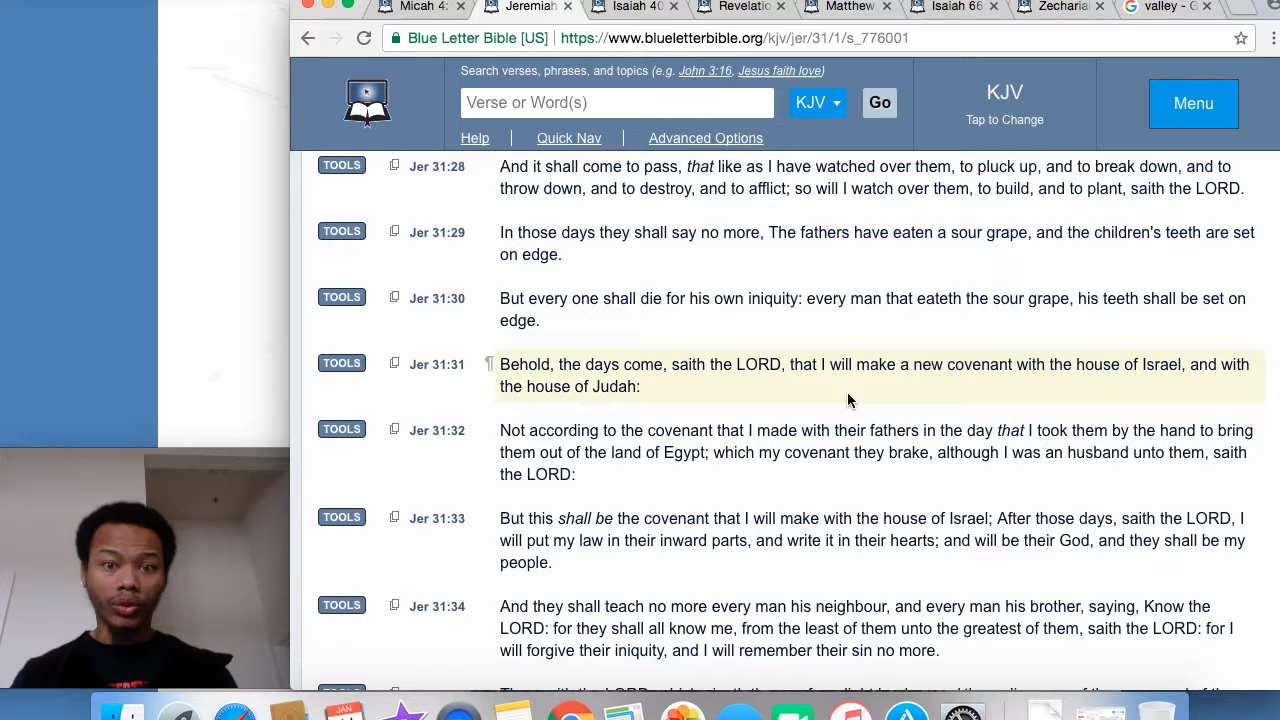 Micah 4: × Jeremiah × Isaiah 40 × Revelatio × Matthew × Isaiah 66 × Zecharia × valley - G ×
Blue Letter Bible [US] | https://www.blueletterbible.org/kjv/jer/31/1/s_776001
Search verses, phrases, and topics (e.g. John 3:16, Jesus faith love)
Verse or Word(s) KJV Go
KJV
Tap to Change
Menu
Help | Quick Nav | Advanced Options
TOOLS Jer 31:28 And it shall come to pass, that like as I have watched over them, to pluck up, and to break down, and to
throw down, and to destroy, and to afflict; so will I watch over them, to build, and to plant, saith the LORD.
TOOLS Jer 31:29 In those days they shall say no more, The fathers have eaten a sour grape, and the children's teeth are set
on edge.
TOOLS Jer 31:30 But every one shall die for his own iniquity: every man that eateth the sour grape, his teeth shall be set on
edge.
TOOLS Jer 31:31 ¶ Behold, the days come, saith the LORD, that I will make a new covenant with the house of Israel, and with
the house of Judah:
TOOLS Jer 31:32 Not according to the covenant that I made with their fathers in the day that I took them by the hand to bring
them out of the land of Egypt; which my covenant they brake, although I was an husband unto them, saith
the LORD:
TOOLS Jer 31:33 But this shall be the covenant that I will make with the house of Israel; After those days, saith the LORD, I
will put my law in their inward parts, and write it in their hearts; and will be their God, and they shall be my
people.
TOOLS Jer 31:34 And they shall teach no more every man his neighbour, and every man his brother, saying, Know the
LORD: for they shall all know me, from the least of them unto the greatest of them, saith the LORD: for I
will forgive their iniquity, and I will remember their sin no more.
JAN